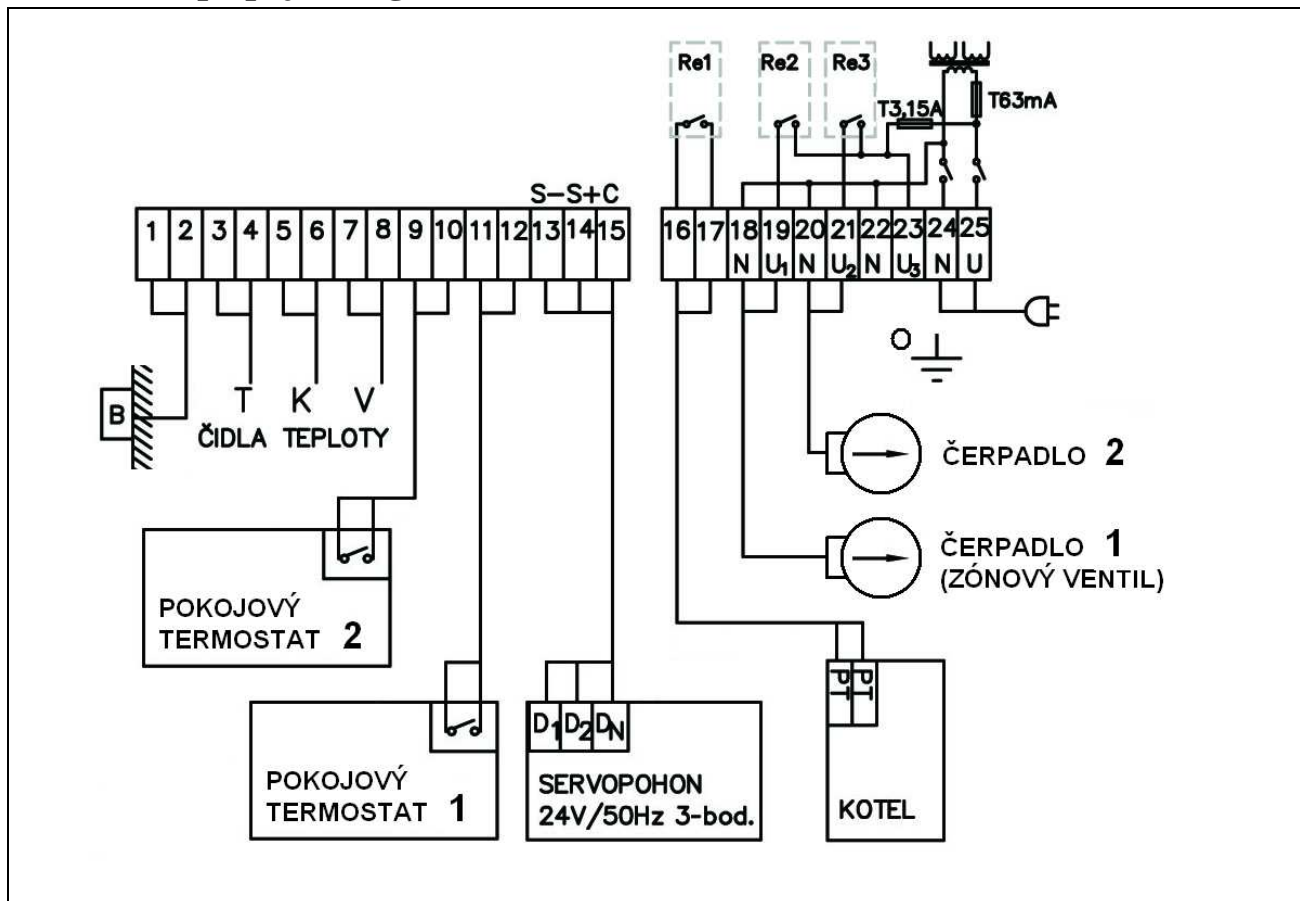 Re1 Re2 Re3
T3,15A T63mA
S-S+C
1 2 3 4 5 6 7 8 9 10 11 12 13 14 15
16 17 18 19 20 21 22 23 24 25
N U1 N U2 N U3 N U
B
T K V
ČIDLA TEPLOTY
ČERPADLO 2
ČERPADLO 1
(ZÓNOVÝ VENTIL)
POKOJOVÝ
TERMOSTAT 2
PT PT
D1 D2 DN
POKOJOVÝ
TERMOSTAT 1
SERVOPOHON
24V/50Hz 3-bod.
KOTEL